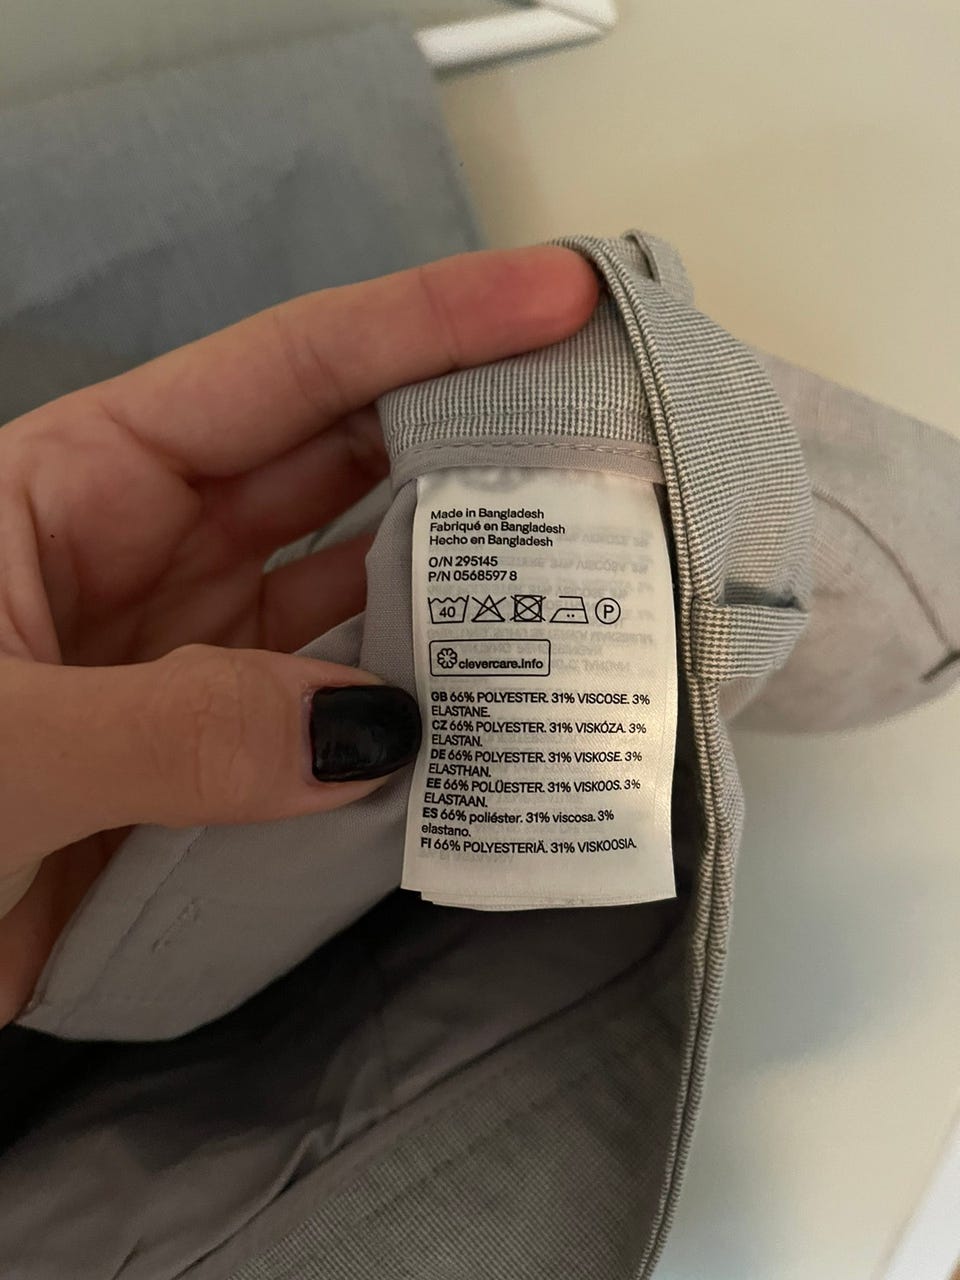 Made in Bangladesh
Fabriqué en Bangladesh
Hecho en Bangladesh
O/N 295145
P/N 0568597 8
40 P
clevercare.info
GB 66% POLYESTER. 31% VISCOSE. 3%
ELASTANE.
CZ 66% POLYESTER. 31% VISKÓZA. 3%
ELASTAN.
DE 66% POLYESTER. 31% VISKOSE. 3%
ELASTHAN.
EE 66% POLÜESTER. 31% VISKOOS. 3%
ELASTAAN.
ES 66% poliéster. 31% viscosa. 3%
elastano.
FI 66% POLYESTERIÄ. 31% VISKOOSIA.